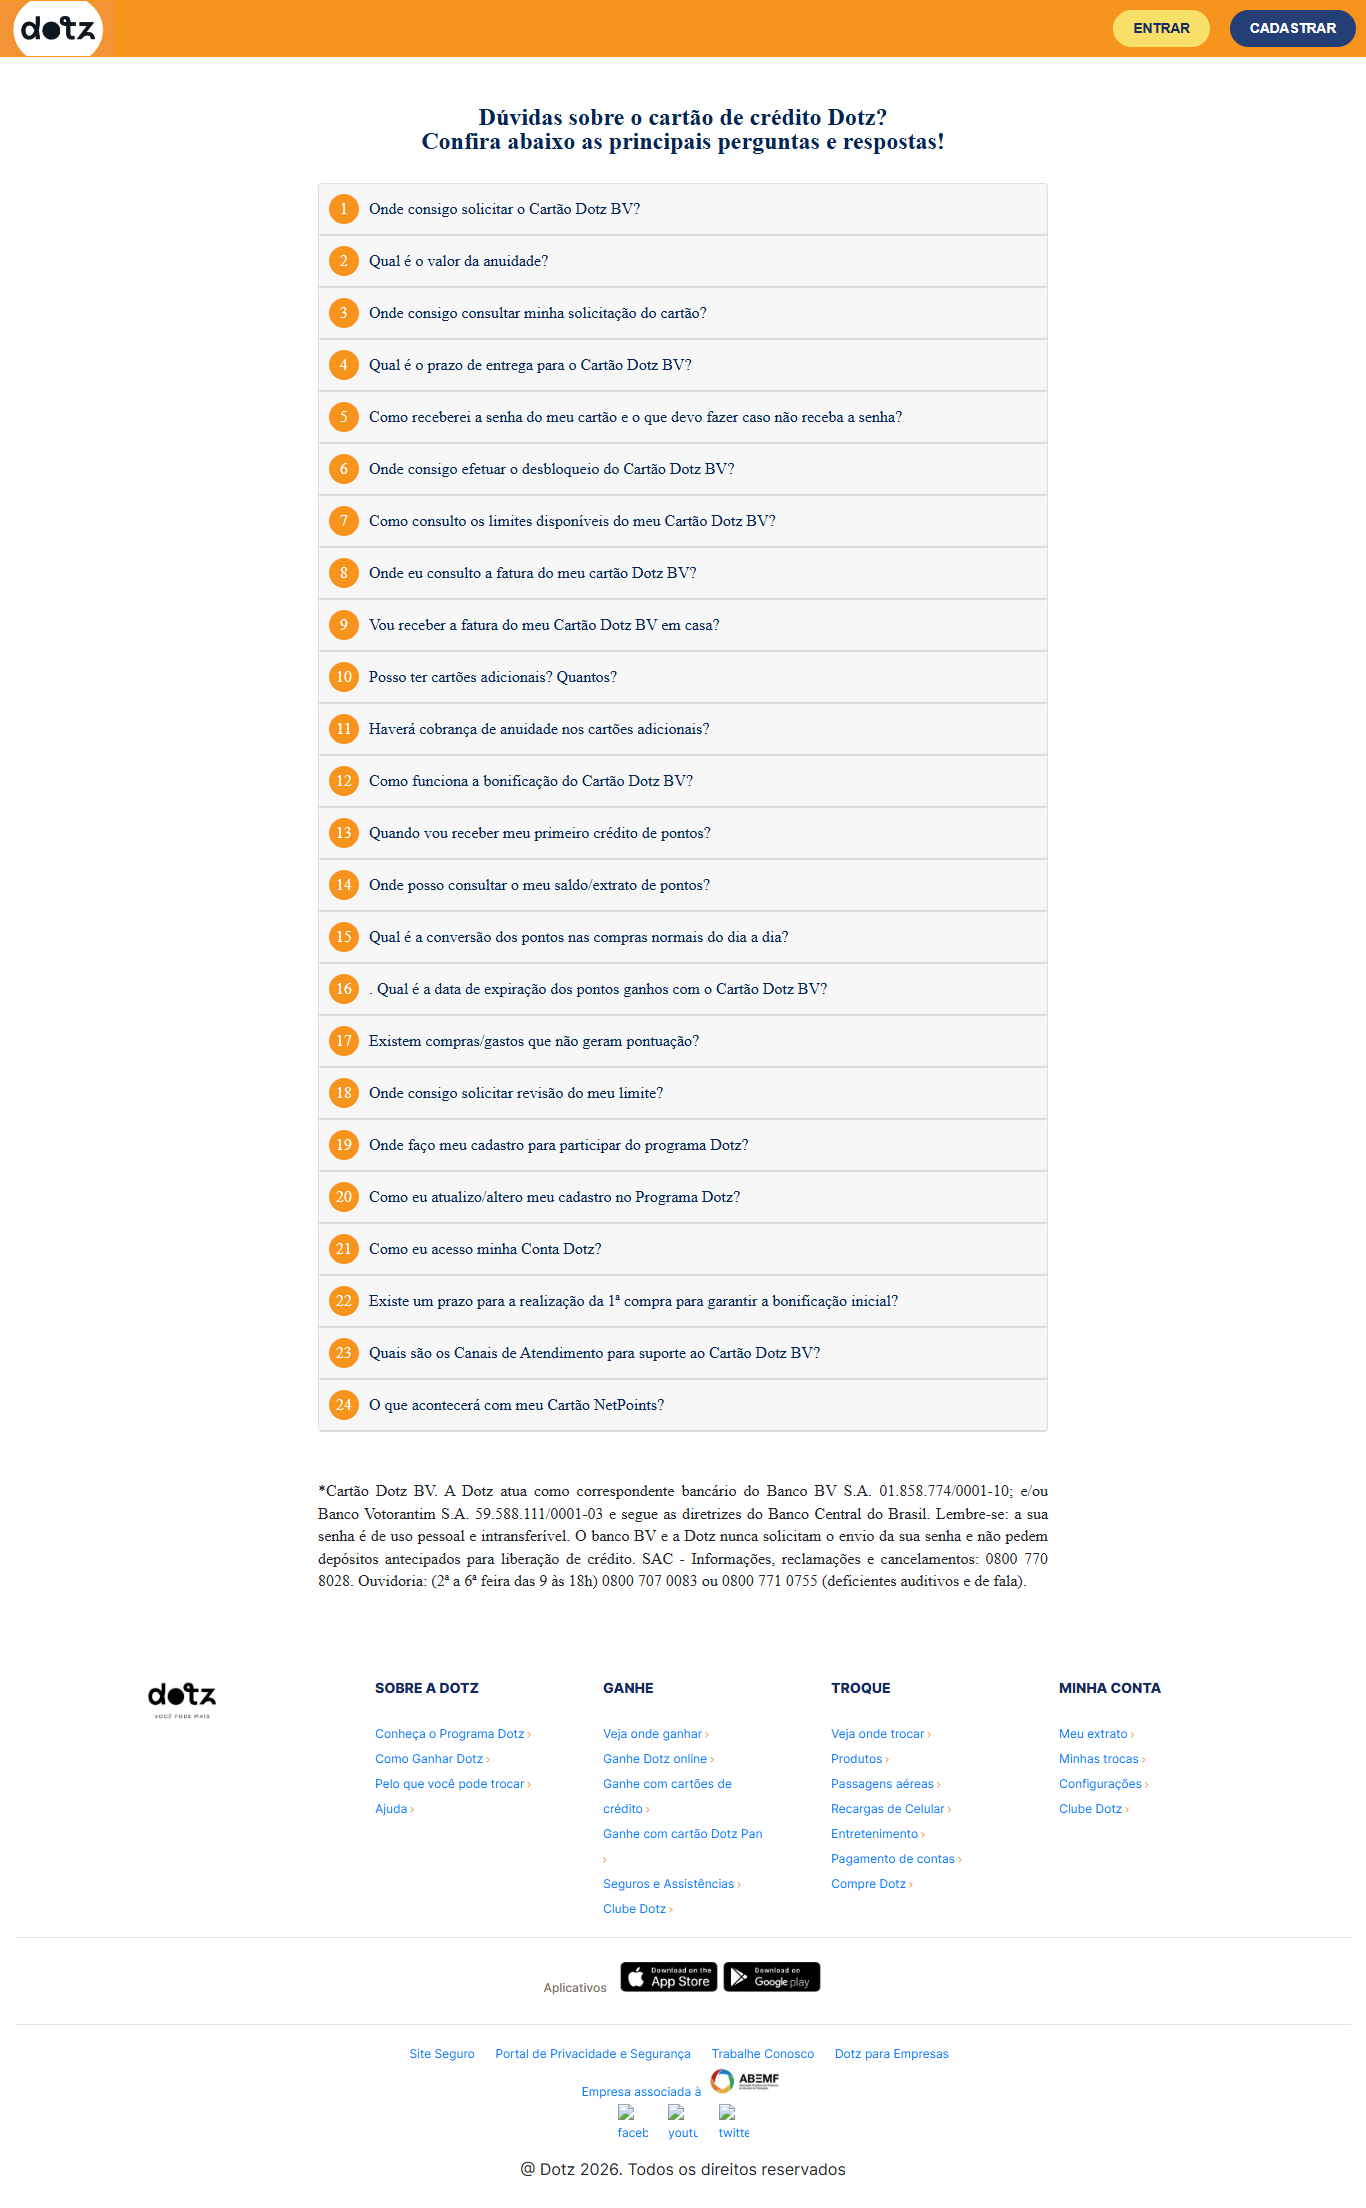 dotz
ENTRAR
CADASTRAR
Dúvidas sobre o cartão de crédito Dotz?
Confira abaixo as principais perguntas e respostas!
1 Onde consigo solicitar o Cartão Dotz BV?
2 Qual é o valor da anuidade?
3 Onde consigo consultar minha solicitação do cartão?
4 Qual é o prazo de entrega para o Cartão Dotz BV?
5 Como receberei a senha do meu cartão e o que devo fazer caso não receba a senha?
6 Onde consigo efetuar o desbloqueio do Cartão Dotz BV?
7 Como consulto os limites disponíveis do meu Cartão Dotz BV?
8 Onde eu consulto a fatura do meu cartão Dotz BV?
9 Vou receber a fatura do meu Cartão Dotz BV em casa?
10 Posso ter cartões adicionais? Quantos?
11 Haverá cobrança de anuidade nos cartões adicionais?
12 Como funciona a bonificação do Cartão Dotz BV?
13 Quando vou receber meu primeiro crédito de pontos?
14 Onde posso consultar o meu saldo/extrato de pontos?
15 Qual é a conversão dos pontos nas compras normais do dia a dia?
16 . Qual é a data de expiração dos pontos ganhos com o Cartão Dotz BV?
17 Existem compras/gastos que não geram pontuação?
18 Onde consigo solicitar revisão do meu limite?
19 Onde faço meu cadastro para participar do programa Dotz?
20 Como eu atualizo/altero meu cadastro no Programa Dotz?
21 Como eu acesso minha Conta Dotz?
22 Existe um prazo para a realização da 1ª compra para garantir a bonificação inicial?
23 Quais são os Canais de Atendimento para suporte ao Cartão Dotz BV?
24 O que acontecerá com meu Cartão NetPoints?
*Cartão Dotz BV. A Dotz atua como correspondente bancário do Banco BV S.A. 01.858.774/0001-10; e/ou
Banco Votorantim S.A. 59.588.111/0001-03 e segue as diretrizes do Banco Central do Brasil. Lembre-se: a sua
senha é de uso pessoal e intransferível. O banco BV e a Dotz nunca solicitam o envio da sua senha e não pedem
depósitos antecipados para liberação de crédito. SAC - Informações, reclamações e cancelamentos: 0800 770
8028. Ouvidoria: (2ª a 6ª feira das 9 às 18h) 0800 707 0083 ou 0800 771 0755 (deficientes auditivos e de fala).
dotz
VOCÊ PODE MAIS
SOBRE A DOTZ
Conheça o Programa Dotz ›
Como Ganhar Dotz ›
Pelo que você pode trocar ›
Ajuda ›
GANHE
Veja onde ganhar ›
Ganhe Dotz online ›
Ganhe com cartões de
crédito ›
Ganhe com cartão Dotz Pan
›
Seguros e Assistências ›
Clube Dotz ›
TROQUE
Veja onde trocar ›
Produtos ›
Passagens aéreas ›
Recargas de Celular ›
Entretenimento ›
Pagamento de contas ›
Compre Dotz ›
MINHA CONTA
Meu extrato ›
Minhas trocas ›
Configurações ›
Clube Dotz ›
Aplicativos
Download on the
App Store
Download on
Google play
Site Seguro
Portal de Privacidade e Segurança
Trabalhe Conosco
Dotz para Empresas
Empresa associada à
ABEMF
faceb
youtu
twitte
@ Dotz 2026. Todos os direitos reservados